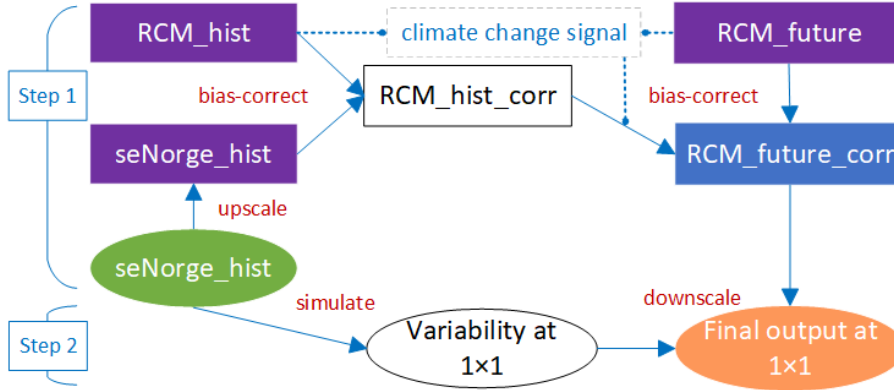 RCM_hist
climate change signal
RCM_future
Step 1
bias-correct
RCM_hist_corr
bias-correct
seNorge_hist
RCM_future_corr
upscale
seNorge_hist
simulate
downscale
Step 2
Variability at
1×1
Final output at
1×1